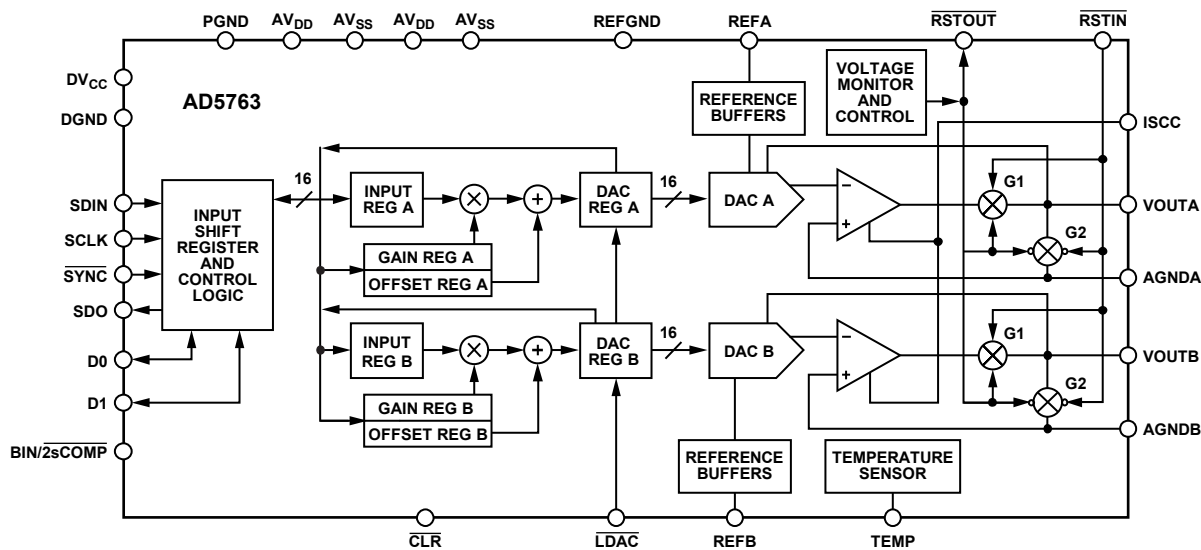 PGND AVDD AVSS AVDD AVSS REFGND REFA RSTOUT RSTIN
DVCC
DGND
AD5763
REFERENCE
BUFFERS
VOLTAGE
MONITOR
AND
CONTROL
ISCC
SDIN
SCLK
SYNC
SDO
D0
D1
BIN/2sCOMP
INPUT
SHIFT
REGISTER
AND
CONTROL
LOGIC
16
INPUT
REG A
×
+
DAC
REG A
16
DAC A
−
+
G1
G2
VOUTA
AGNDA
GAIN REG A
OFFSET REG A
INPUT
REG B
×
+
DAC
REG B
16
DAC B
−
+
G1
G2
VOUTB
AGNDB
GAIN REG B
OFFSET REG B
REFERENCE
BUFFERS
TEMPERATURE
SENSOR
CLR LDAC REFB TEMP